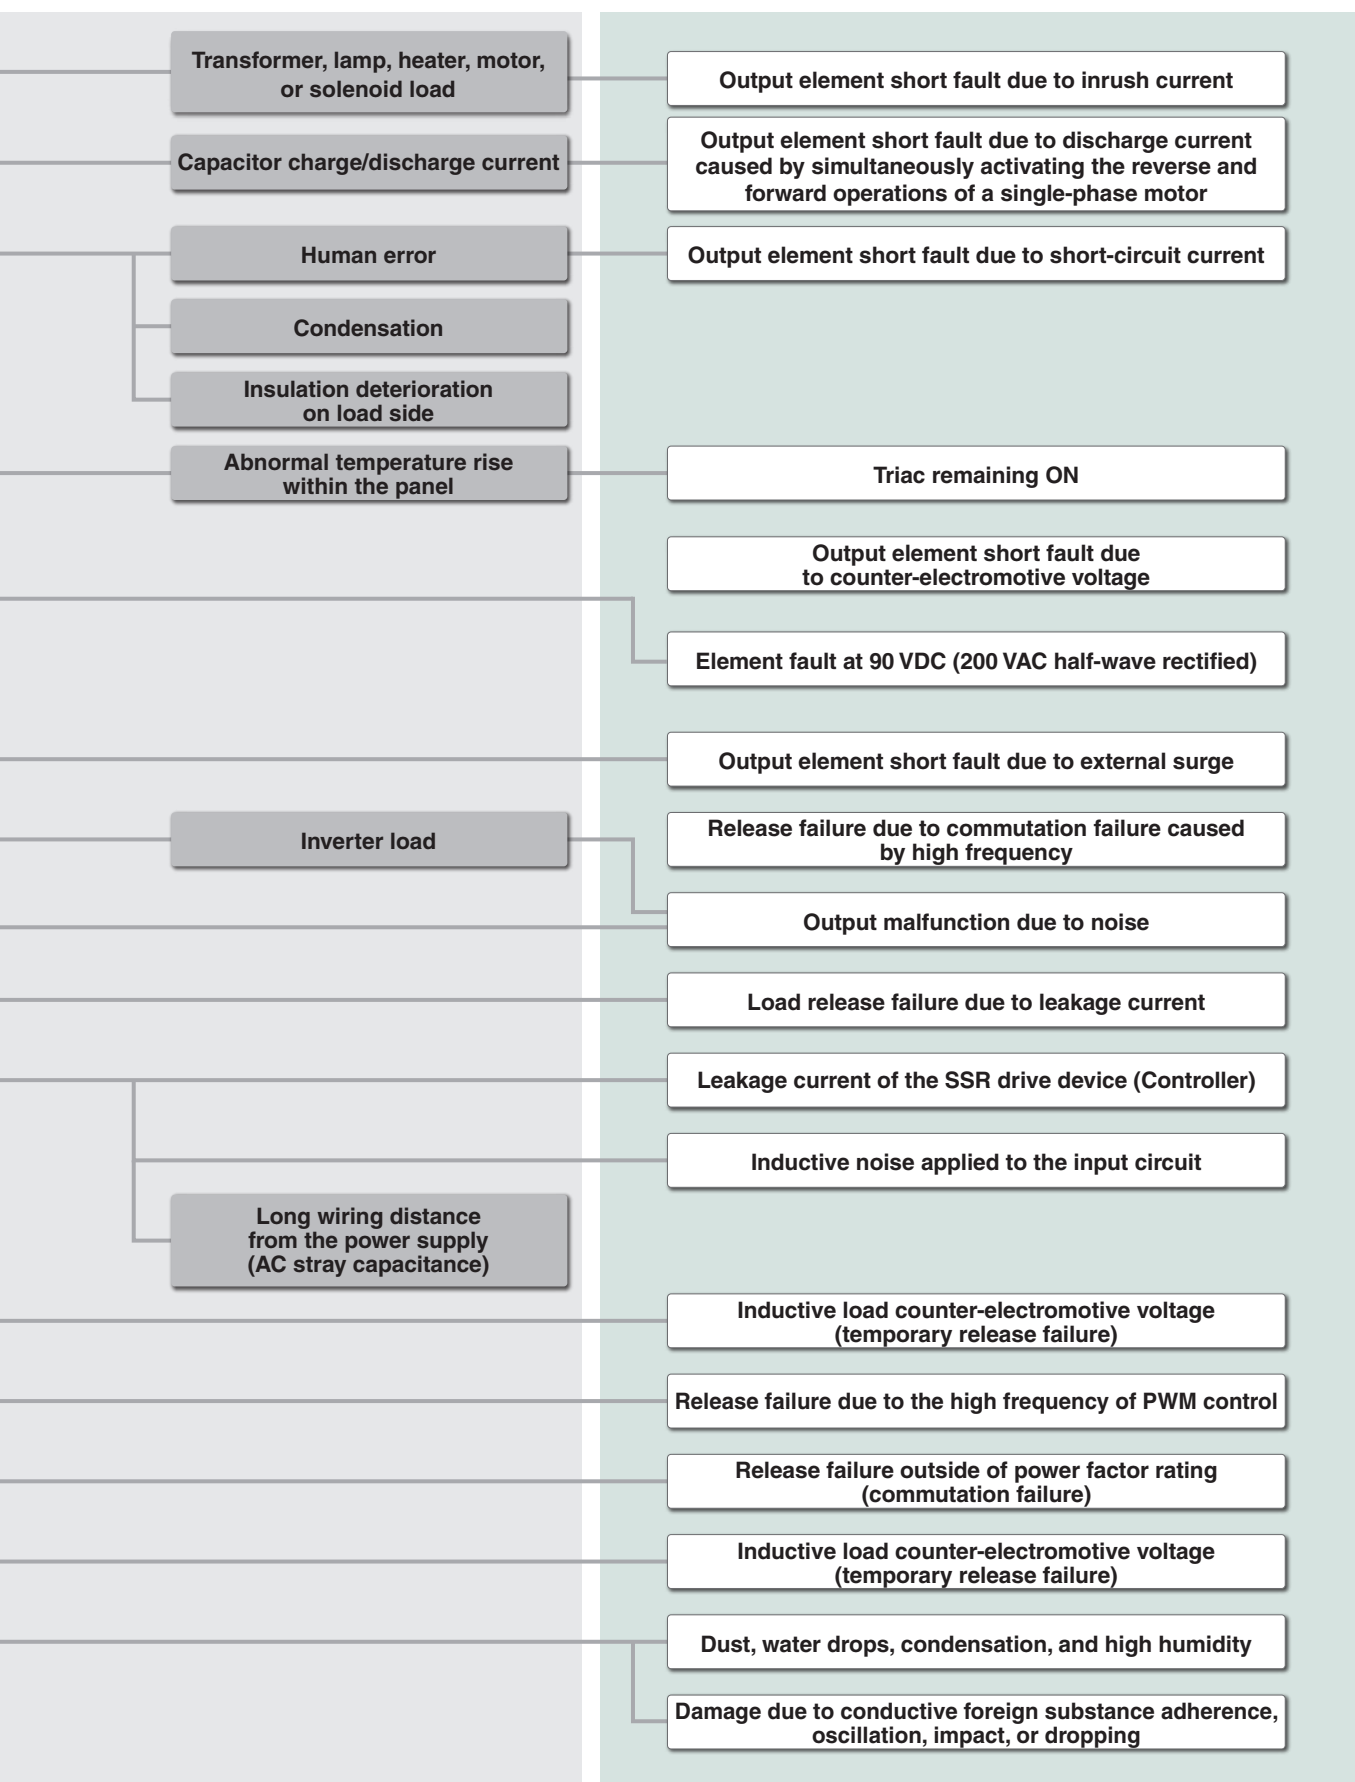 Transformer, lamp, heater, motor,
or solenoid load
Output element short fault due to inrush current
Capacitor charge/discharge current
Output element short fault due to discharge current
caused by simultaneously activating the reverse and
forward operations of a single-phase motor
Human error
Output element short fault due to short-circuit current
Condensation
Insulation deterioration
on load side
Abnormal temperature rise
within the panel
Triac remaining ON
Output element short fault due
to counter-electromotive voltage
Element fault at 90 VDC (200 VAC half-wave rectified)
Output element short fault due to external surge
Inverter load
Release failure due to commutation failure caused
by high frequency
Output malfunction due to noise
Load release failure due to leakage current
Leakage current of the SSR drive device (Controller)
Inductive noise applied to the input circuit
Long wiring distance
from the power supply
(AC stray capacitance)
Inductive load counter-electromotive voltage
(temporary release failure)
Release failure due to the high frequency of PWM control
Release failure outside of power factor rating
(commutation failure)
Inductive load counter-electromotive voltage
(temporary release failure)
Dust, water drops, condensation, and high humidity
Damage due to conductive foreign substance adherence,
oscillation, impact, or dropping